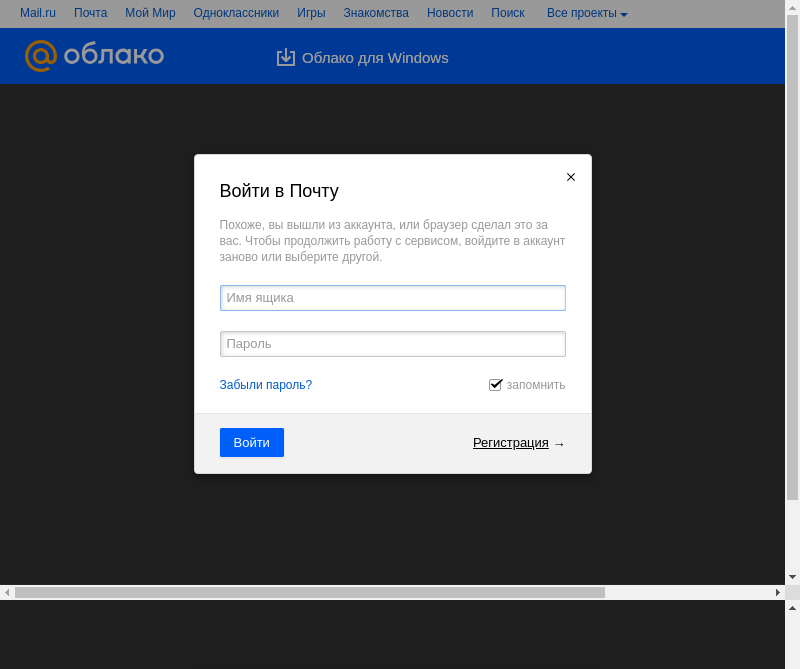 Mail.ru Почта Мой Мир Одноклассники Игры Знакомства Новости Поиск Все проекты
облако Облако для Windows
Войти в Почту
Похоже, вы вышли из аккаунта, или браузер сделал это за
вас. Чтобы продолжить работу с сервисом, войдите в аккаунт
заново или выберите другой.
Имя ящика
Пароль
Забыли пароль? запомнить
Войти Регистрация →